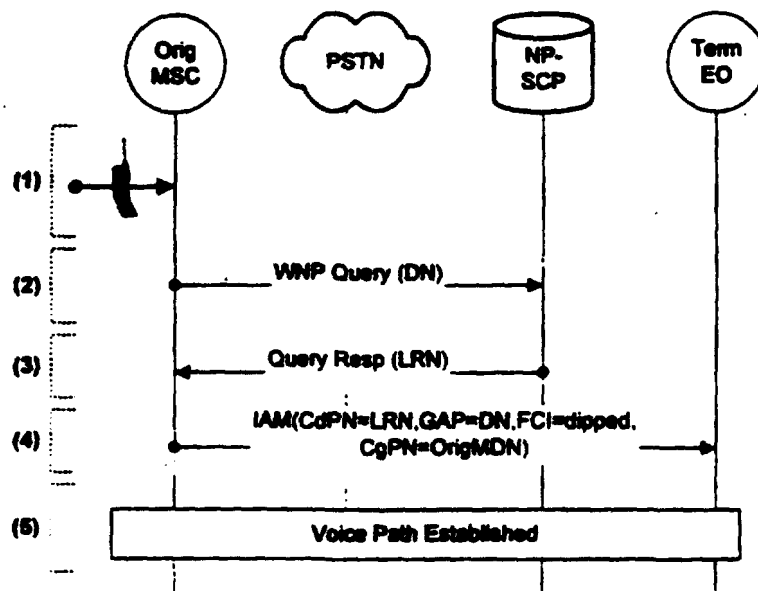 Orig
MSC
PSTN
NP-
SCP
Term
EO
(1)
(2)
WNP Query (DN)
(3)
Query Resp (LRN)
(4)
IAM(CdPN=LRN,GAP=DN,FCI=dipped,
CgPN=OrigMDN)
(5)
Voice Path Established